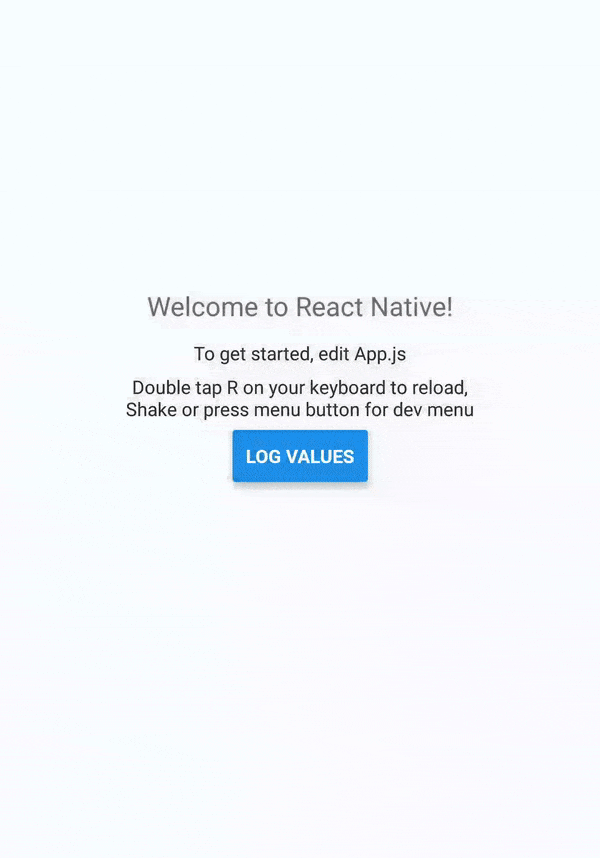 Welcome to React Native!
To get started, edit App.js
Double tap R on your keyboard to reload,
Shake or press menu button for dev menu
LOG VALUES